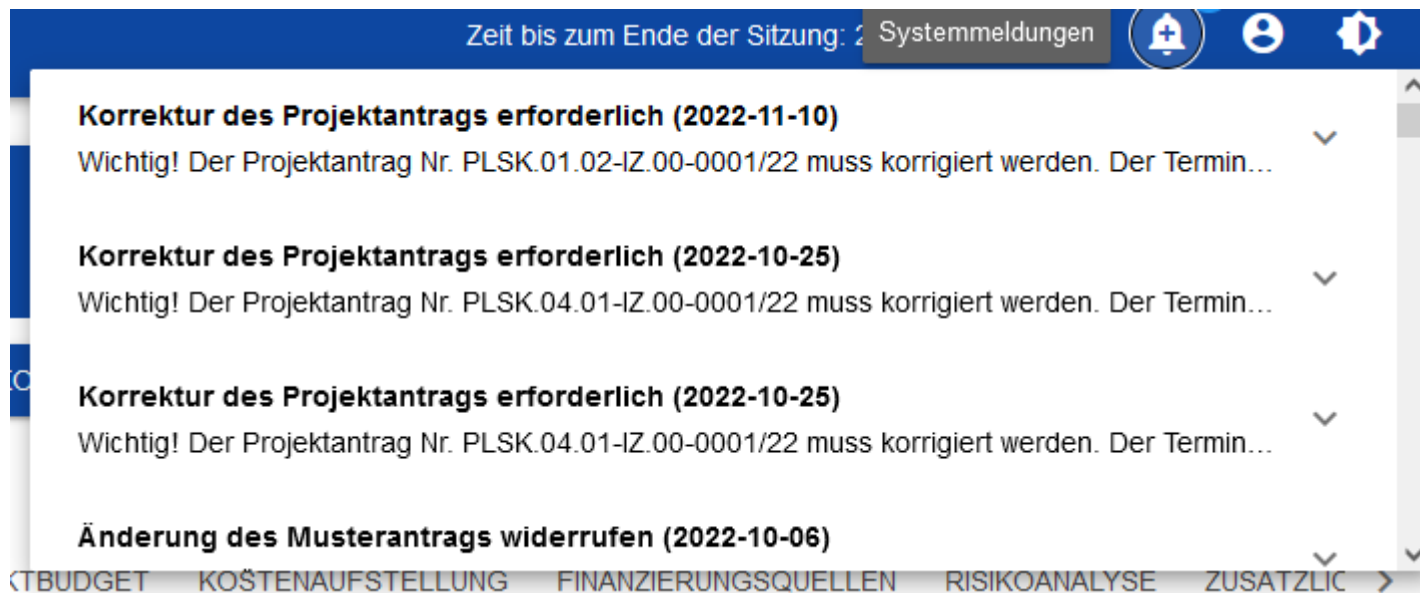 Zeit bis zum Ende der Sitzung: 2
Systemmeldungen
Korrektur des Projektantrags erforderlich (2022-11-10)
Wichtig! Der Projektantrag Nr. PLSK.01.02-IZ.00-0001/22 muss korrigiert werden. Der Termin...
Korrektur des Projektantrags erforderlich (2022-10-25)
Wichtig! Der Projektantrag Nr. PLSK.04.01-IZ.00-0001/22 muss korrigiert werden. Der Termin...
Korrektur des Projektantrags erforderlich (2022-10-25)
Wichtig! Der Projektantrag Nr. PLSK.04.01-IZ.00-0001/22 muss korrigiert werden. Der Termin...
Änderung des Musterantrags widerrufen (2022-10-06)
KTBUDGET KOSTENAUFSTELLUNG FINANZIERUNGSQUELLEN RISIKOANALYSE ZUSATZLIC